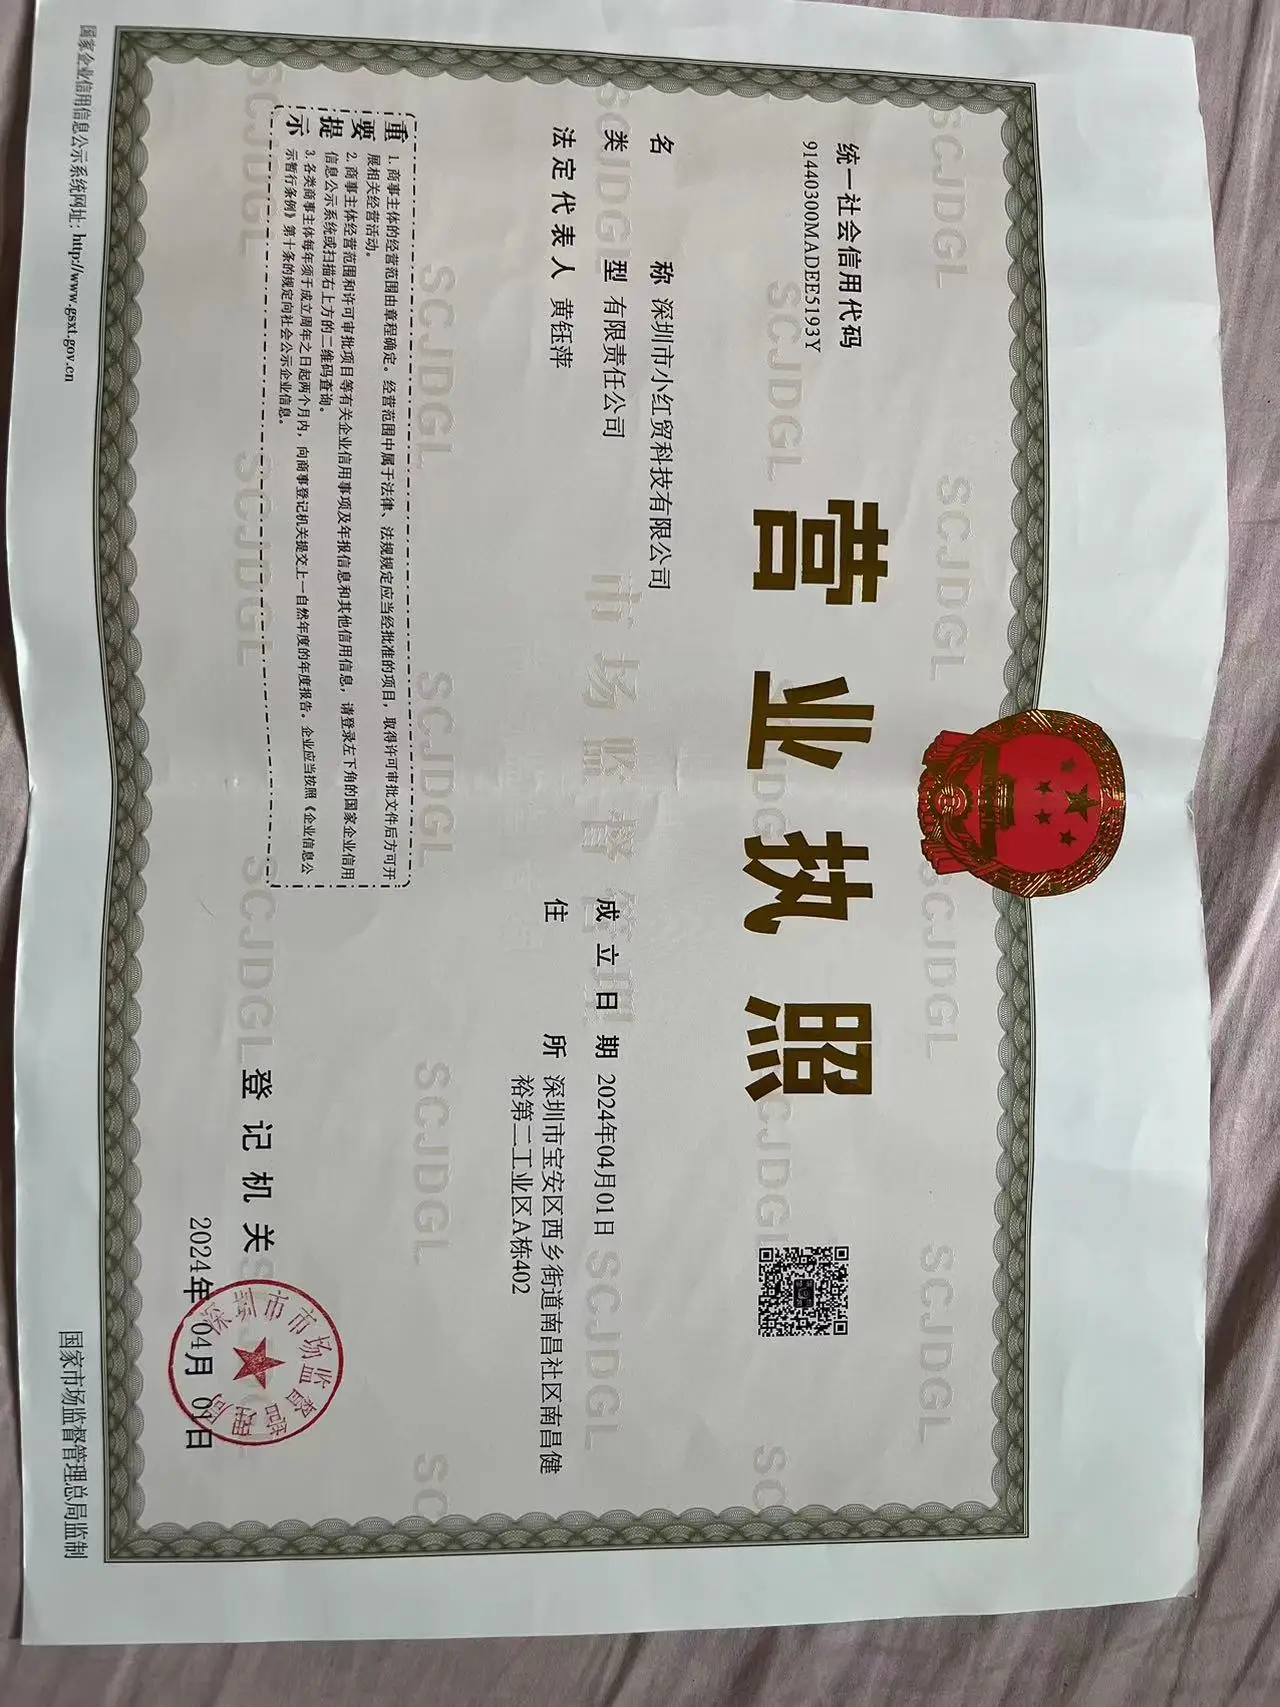 统一社会信用代码
91440300MADEE5193Y
营业执照
名称 深圳市小红贸科技有限公司
类型 有限责任公司
法定代表人 黄钰萍
成立日期 2024年04月01日
住所 深圳市宝安区西乡街道南昌社区南昌健
裕第二工业区A栋402
重要提示
1. 商事主体的经营范围由章程确定。经营范围中属于法律、法规规定应当经批准的项目，取得许可审批文件后方可开
展相关经营活动。
2. 商事主体经营范围和许可审批项目等有关企业信用事项及年报信息和其他信用信息，请登录左下角的国家企业信用
信息公示系统或扫描右上方的二维码查询。
3. 各类商事主体每年须于成立周年之日起两个月内，向商事登记机关提交上一自然年度的年度报告。企业应当按照《企业信息公
示暂行条例》第十条的规定向社会公示企业信息。
登记机关
深圳市市场监督管理局
2024年04月01日
国家企业信用信息公示系统网址: http://www.gsxt.gov.cn
国家市场监督管理总局监制
SCJDGL
市场监督管理